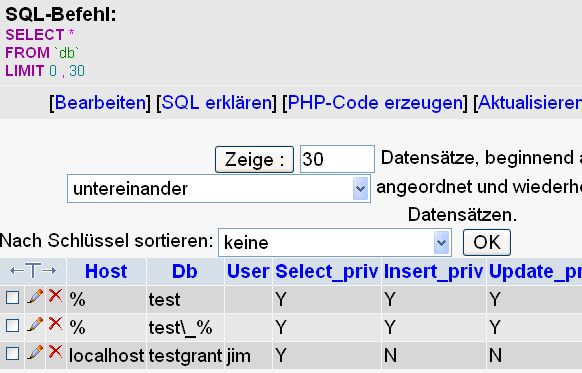 SQL-Befehl:
SELECT *
FROM `db`
LIMIT 0 , 30
[Bearbeiten] [SQL erklären] [PHP-Code erzeugen] [Aktualisieren
Zeige : 30 Datensätze, beginnend a
untereinander angeordnet und wiederho
Datensätzen.
Nach Schlüssel sortieren: keine OK
←T→ Host Db User Select_priv Insert_priv Update_pr
% test Y Y Y
% test\_% Y Y Y
localhost testgrant jim Y N N